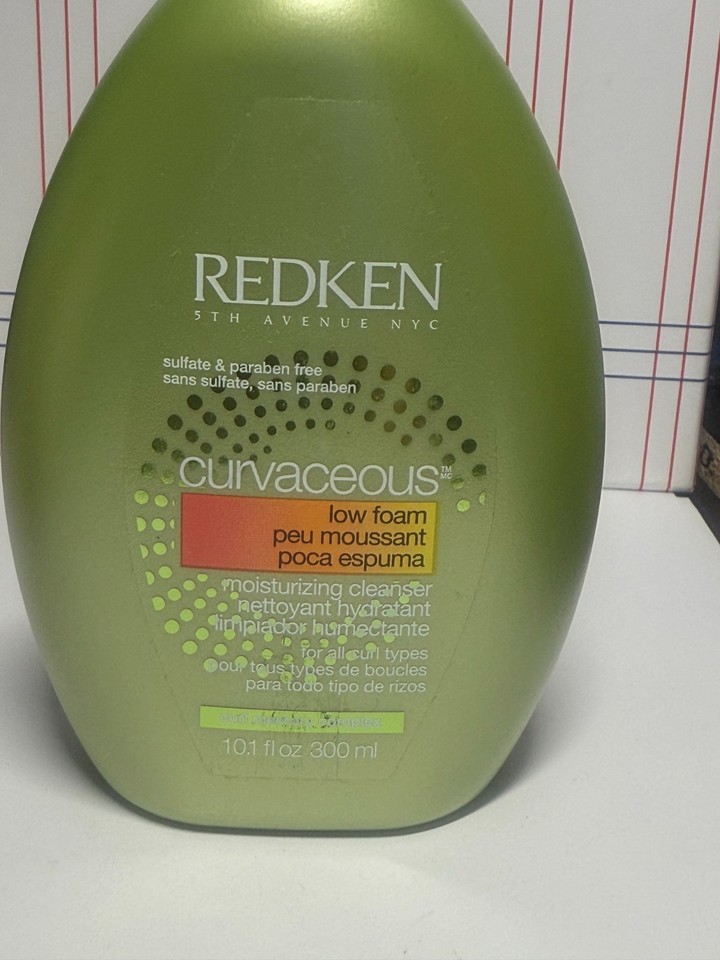 REDKEN
5TH AVENUE NYC
sulfate & paraben free
sans sulfate, sans paraben
curvaceous™ MC
low foam
peu moussant
poca espuma
moisturizing cleanser
nettoyant hydratant
limpiador humectante
for all curl types
pour tous types de boucles
para todo tipo de rizos
10.1 fl oz 300 ml